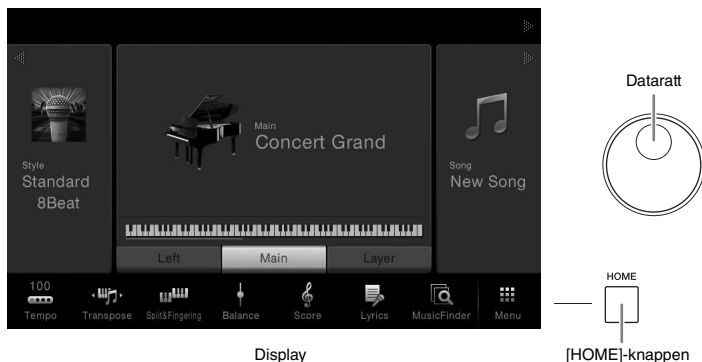 Main
Concert Grand
Style
Standard
8Beat
Song
New Song
Left Main Layer
100
Tempo Transpose Split&Fingering Balance Score Lyrics MusicFinder Menu
Display
Dataratt
HOME
[HOME]-knappen